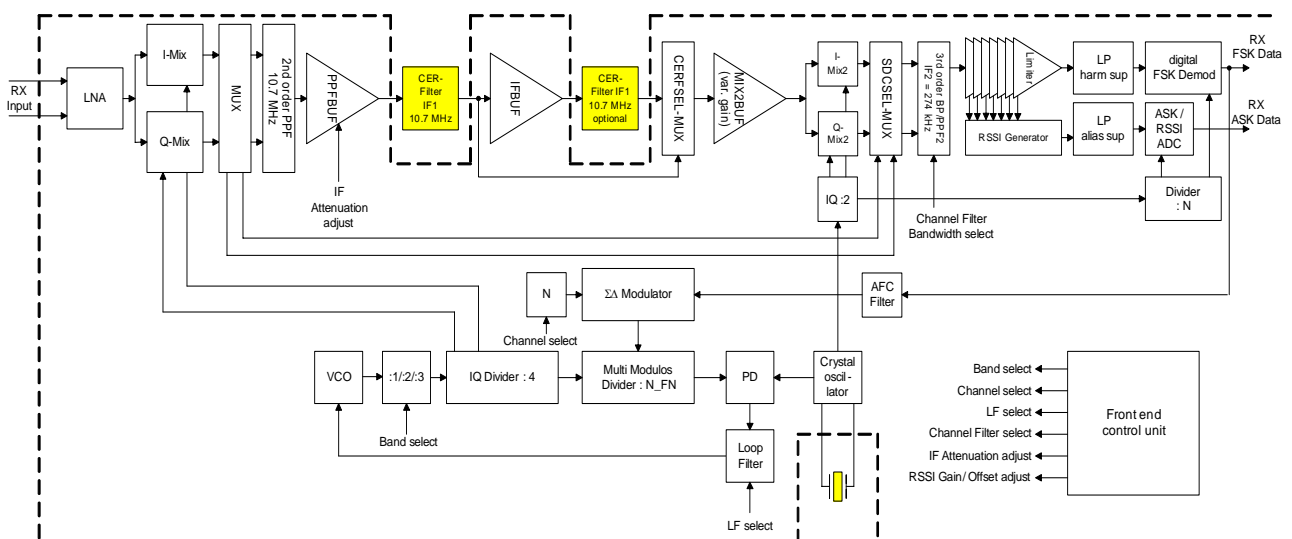 RX
Input
LNA
I-Mix
Q-Mix
MUX
2nd order PPF
10.7 MHz
PPFBUF
IF
Attenuation
adjust
CER-
Filter
IF1
10.7 MHz
IFBUF
CER-
Filter IF1
10.7 MHz
optional
CERFSEL-MUX
MIX2BUF
(var. gain)
I-
Mix2
Q-
Mix2
IQ :2
SDCSEL-MUX
3rd order BP/PPF2
IF2 = 274 kHz
Channel Filter
Bandwidth select
Limiter
RSSI Generator
LP
harm sup
LP
alias sup
digital
FSK Demod
ASK /
RSSI
ADC
Divider
: N
RX
FSK Data
RX
ASK Data
N
Channel select
ΣΔ Modulator
AFC
Filter
VCO
:1/:2/:3
Band select
IQ Divider : 4
Multi Modulos
Divider : N_FN
PD
Crystal
oscil -
lator
Loop
Filter
LF select
Band select
Channel select
LF select
Channel Filter select
IF Attenuation adjust
RSSI Gain/ Offset adjust
Front end
control unit